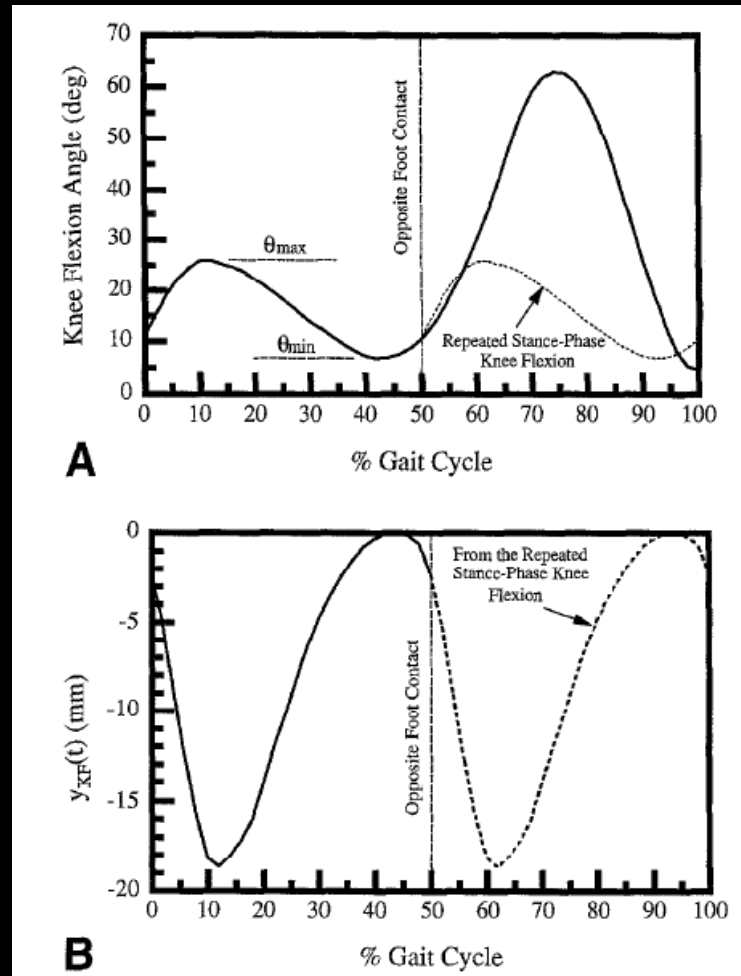 70
60
50
40
30
20
10
0
Knee Flexion Angle (deg)
θmax
θmin
Opposite Foot Contact
Repeated Stance-Phase
Knee Flexion
0 10 20 30 40 50 60 70 80 90 100
% Gait Cycle
A
0
-5
-10
-15
-20
yKF(t) (mm)
From the Repeated
Stance-Phase Knee
Flexion
Opposite Foot Contact
0 10 20 30 40 50 60 70 80 90 100
% Gait Cycle
B